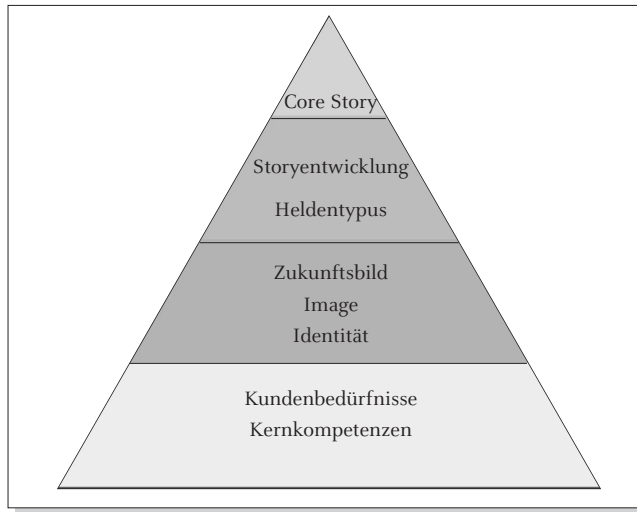 Core Story
Storyentwicklung
Heldentypus
Zukunftsbild
Image
Identität
Kundenbedürfnisse
Kernkompetenzen